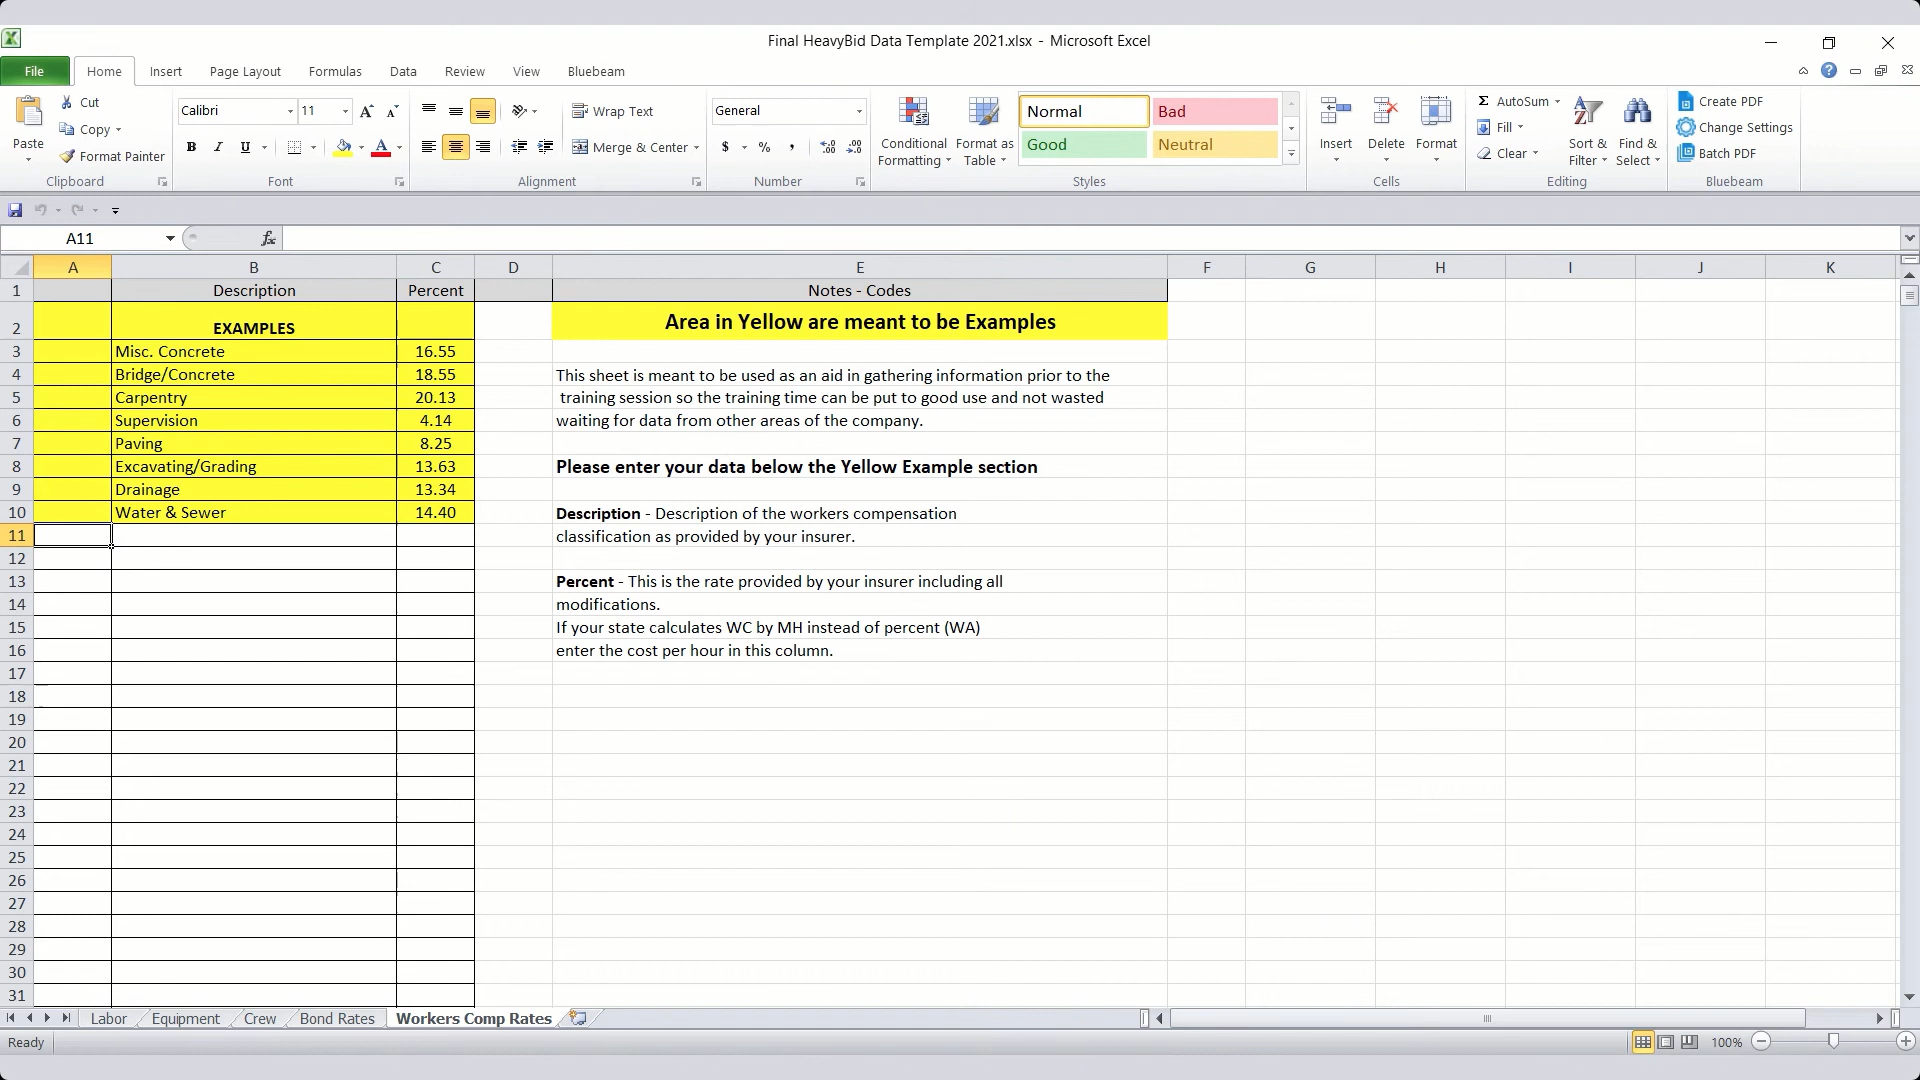 Final HeavyBid Data Template 2021.xlsx - Microsoft Excel
File Home Insert Page Layout Formulas Data Review View Bluebeam
Paste
Cut
Copy
Format Painter
Clipboard
Calibri 11
B I U
Font
Wrap Text
Merge & Center
Alignment
General
$ % ,
Number
Conditional Formatting
Format as Table
Normal Bad
Good Neutral
Styles
Insert Delete Format
Cells
Σ AutoSum
Fill
Clear
Sort & Filter
Find & Select
Editing
Create PDF
Change Settings
Batch PDF
Bluebeam
A11 fx
A B C D E F G H I J K
1 Description Percent Notes - Codes
2 EXAMPLES Area in Yellow are meant to be Examples
3 Misc. Concrete 16.55
4 Bridge/Concrete 18.55 This sheet is meant to be used as an aid in gathering information prior to the
5 Carpentry 20.13 training session so the training time can be put to good use and not wasted
6 Supervision 4.14 waiting for data from other areas of the company.
7 Paving 8.25
8 Excavating/Grading 13.63 Please enter your data below the Yellow Example section
9 Drainage 13.34
10 Water & Sewer 14.40 Description - Description of the workers compensation
11 classification as provided by your insurer.
12
13 Percent - This is the rate provided by your insurer including all
14 modifications.
15 If your state calculates WC by MH instead of percent (WA)
16 enter the cost per hour in this column.
17
18
19
20
21
22
23
24
25
26
27
28
29
30
31
Labor Equipment Crew Bond Rates Workers Comp Rates
Ready 100%